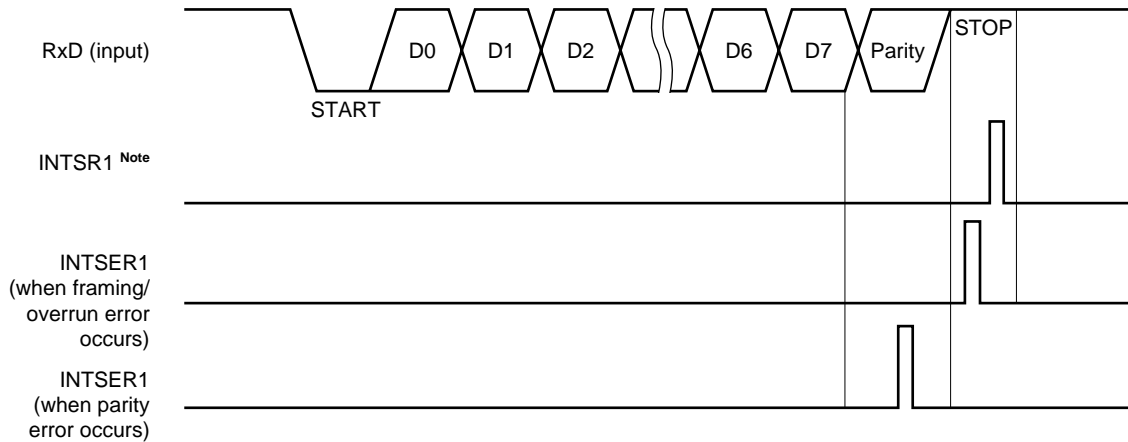 RxD (input)
D0 D1 D2 D6 D7 Parity STOP
START
INTSR1 Note
INTSER1
(when framing/
overrun error
occurs)
INTSER1
(when parity
error occurs)